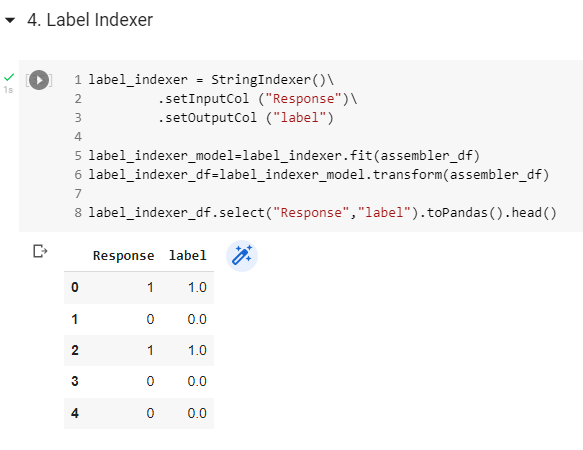 4. Label Indexer
1s
1 label_indexer = StringIndexer()\
2 .setInputCol ("Response")\
3 .setOutputCol ("label")
4
5 label_indexer_model=label_indexer.fit(assembler_df)
6 label_indexer_df=label_indexer_model.transform(assembler_df)
7
8 label_indexer_df.select("Response","label").toPandas().head()
Response label
0 1 1.0
1 0 0.0
2 1 1.0
3 0 0.0
4 0 0.0